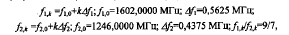 f₁,ₖ =f₁,₀+kΔf₁; f₁,₀=1602,0000 МГц; Δf₁=0,5625 МГц;
f₂,ₖ =f₂,₀+kΔf₂; f₂,₀=1246,0000 МГц; Δf₂=0,4375 МГц; f₁,ₖ/f₂,ₖ=9/7,